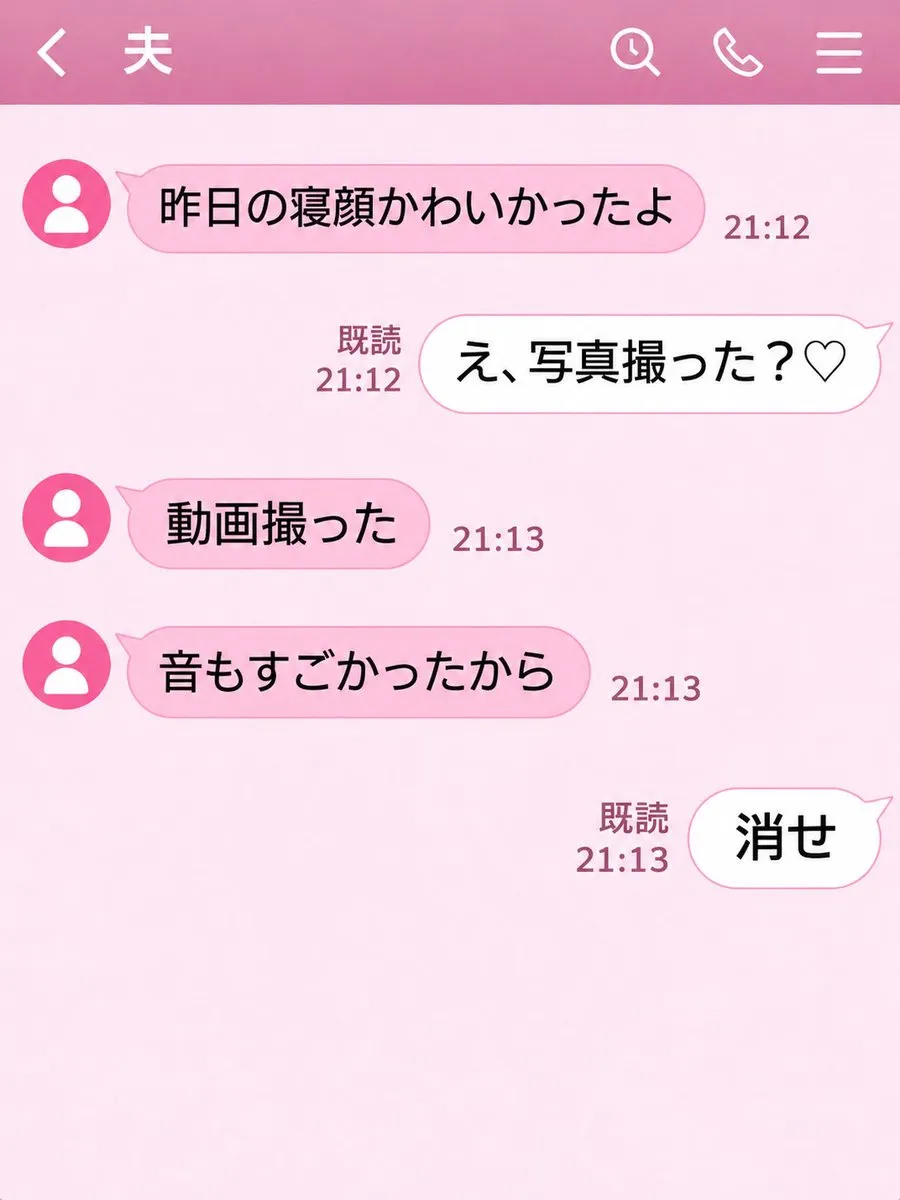 夫
昨日の寝顔かわいかったよ
21:12
既読
21:12
え、写真撮った？♡
動画撮った
21:13
音もすごかったから
21:13
既読
21:13
消せ